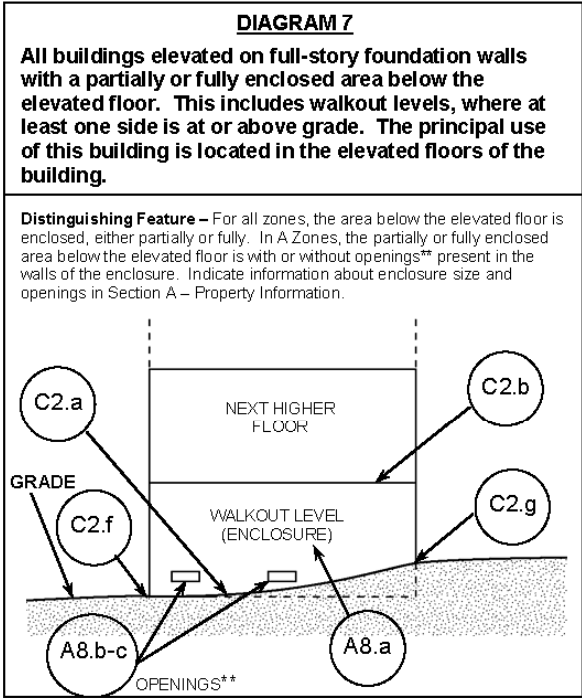 DIAGRAM 7
All buildings elevated on full-story foundation walls
with a partially or fully enclosed area below the
elevated floor.  This includes walkout levels, where at
least one side is at or above grade.  The principal use
of this building is located in the elevated floors of the
building.
Distinguishing Feature – For all zones, the area below the elevated floor is
enclosed, either partially or fully.  In A Zones, the partially or fully enclosed
area below the elevated floor is with or without openings** present in the
walls of the enclosure.  Indicate information about enclosure size and
openings in Section A – Property Information.
C2.a
NEXT HIGHER
FLOOR
C2.b
GRADE
C2.f
WALKOUT LEVEL
(ENCLOSURE)
C2.g
A8.b-c
A8.a
OPENINGS**